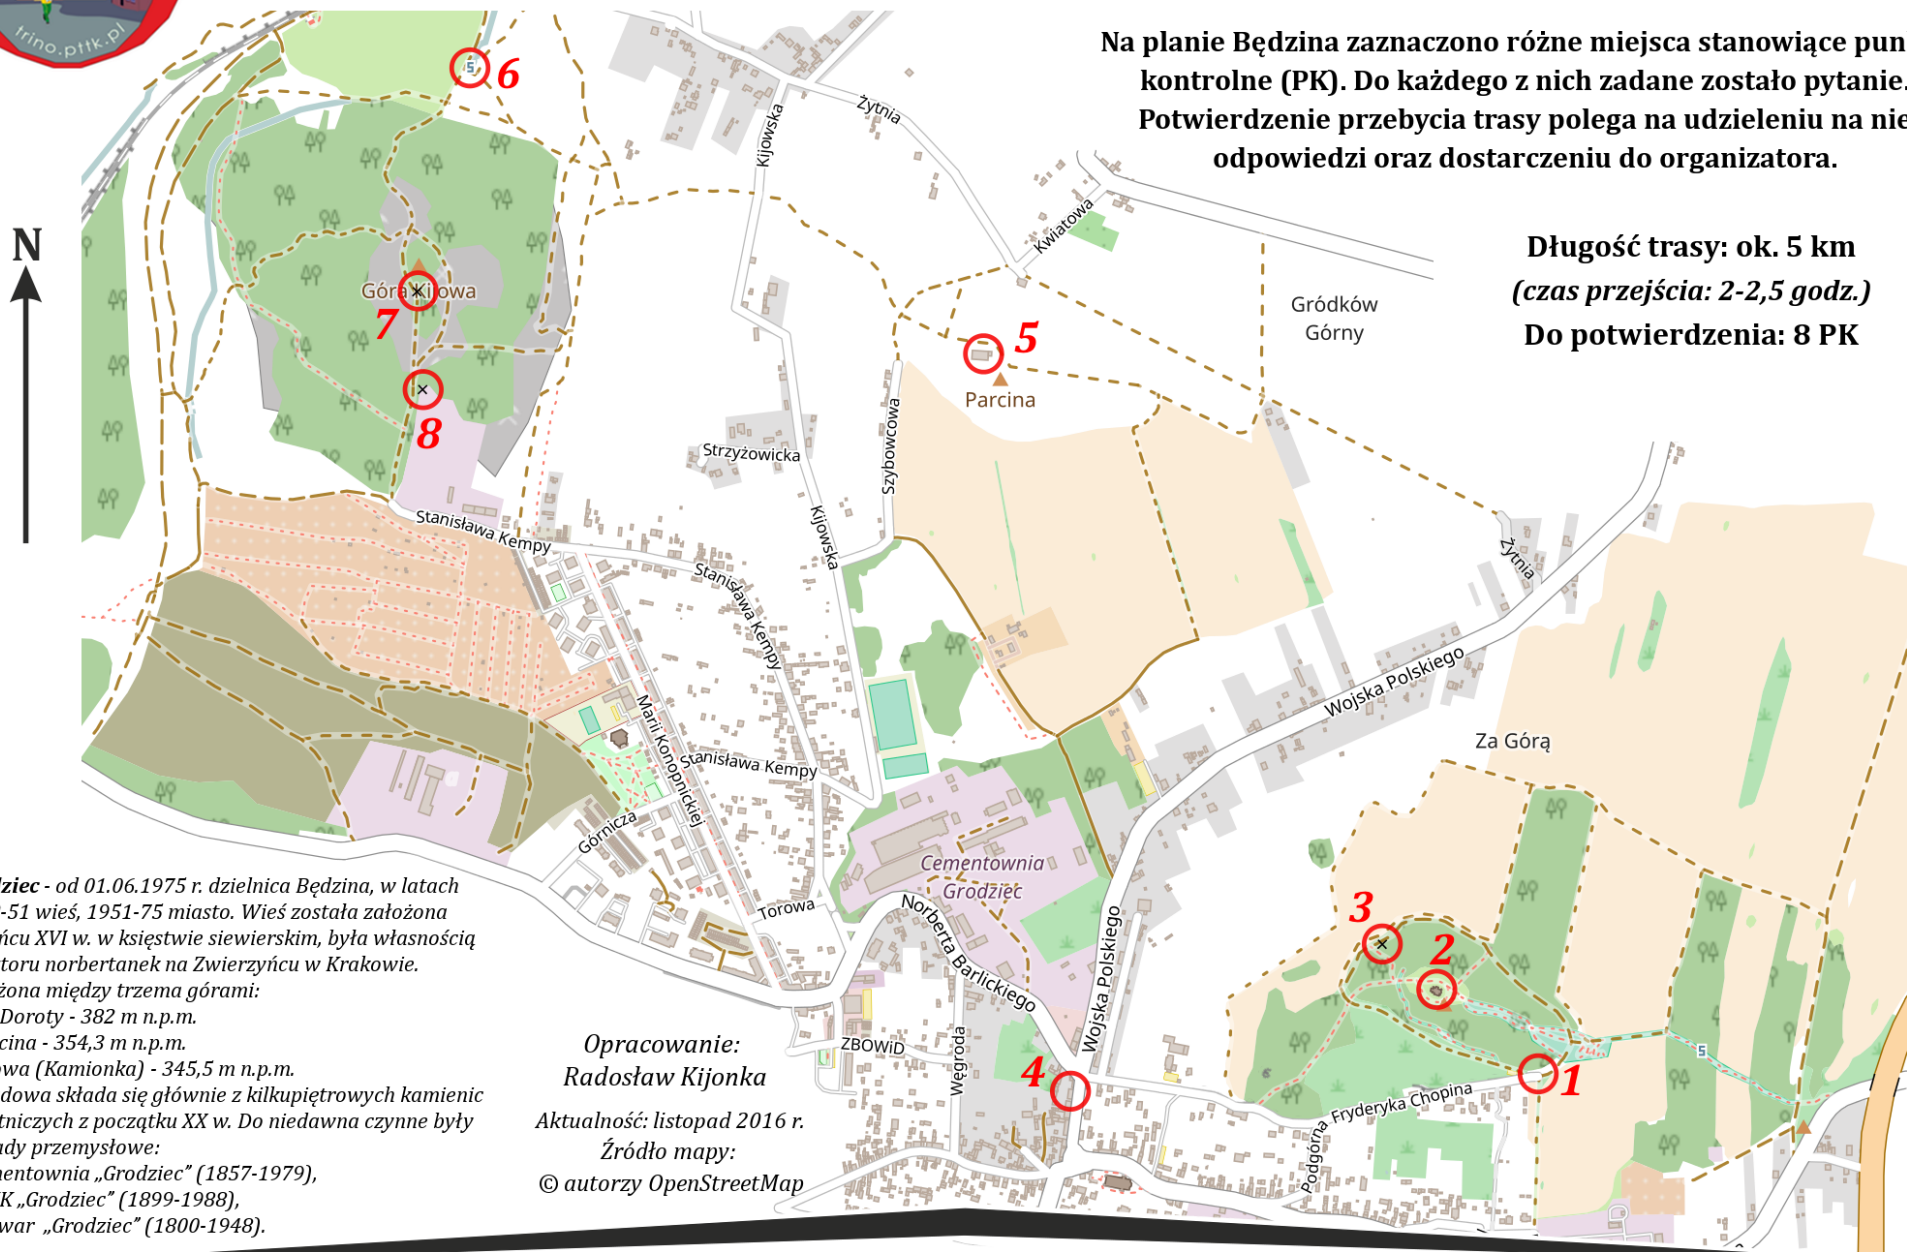 trino.pttk.pl
Na planie Będzina zaznaczono różne miejsca stanowiące pun
kontrolne (PK). Do każdego z nich zadane zostało pytanie.
Potwierdzenie przebycia trasy polega na udzieleniu na nie
odpowiedzi oraz dostarczeniu do organizatora.
Długość trasy: ok. 5 km
(czas przejścia: 2-2,5 godz.)
Do potwierdzenia: 8 PK
N
6
Kijowska
Żytnia
Kwiatowa
Góra Kijowa
7
8
5
Parcina
Gródków
Górny
Strzyżowicka
Szybowcowa
Kijowska
Stanisława Kempy
Stanisława Kempy
Żytnia
Wojska Polskiego
Marii Konopnickiej
Stanisława Kempy
Za Górą
Górnicza
Cementownia
Grodziec
Torowa
Norberta Barlickiego
Wojska Polskiego
3
2
ZBOWiD
Węgroda
4
1
Fryderyka Chopina
Podgórna
dziec - od 01.06.1975 r. dzielnica Będzina, w latach
-51 wieś, 1951-75 miasto. Wieś została założona
ńcu XVI w. w księstwie siewierskim, była własnością
toru norbertanek na Zwierzyńcu w Krakowie.
żona między trzema górami:
Doroty - 382 m n.p.m.
cina - 354,3 m n.p.m.
owa (Kamionka) - 345,5 m n.p.m.
dowa składa się głównie z kilkupiętrowych kamienic
tniczych z początku XX w. Do niedawna czynne były
ady przemysłowe:
mentownia „Grodziec” (1857-1979),
K „Grodziec” (1899-1988),
war „Grodziec” (1800-1948).
Opracowanie:
Radosław Kijonka
Aktualność: listopad 2016 r.
Źródło mapy:
© autorzy OpenStreetMap